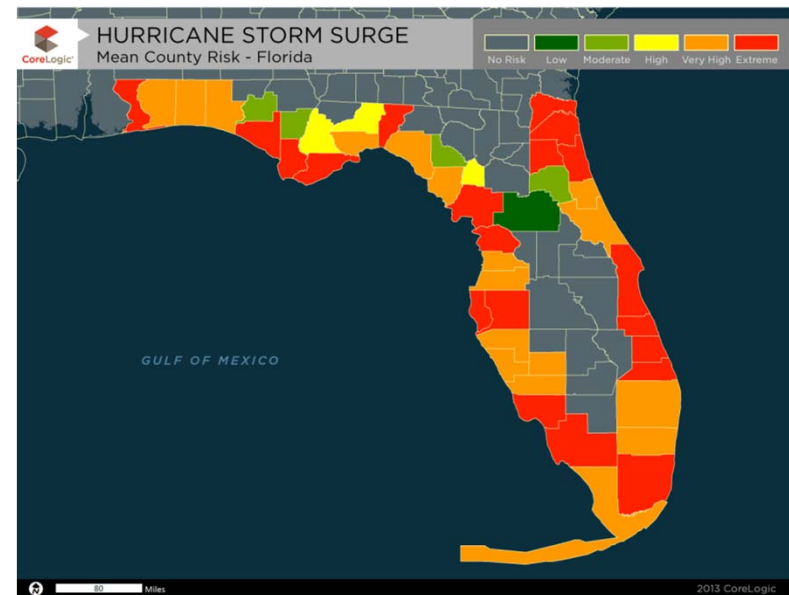 CoreLogic®
HURRICANE STORM SURGE
Mean County Risk - Florida
No Risk Low Moderate High Very High Extreme
GULF OF MEXICO
80 Miles
2013 CoreLogic